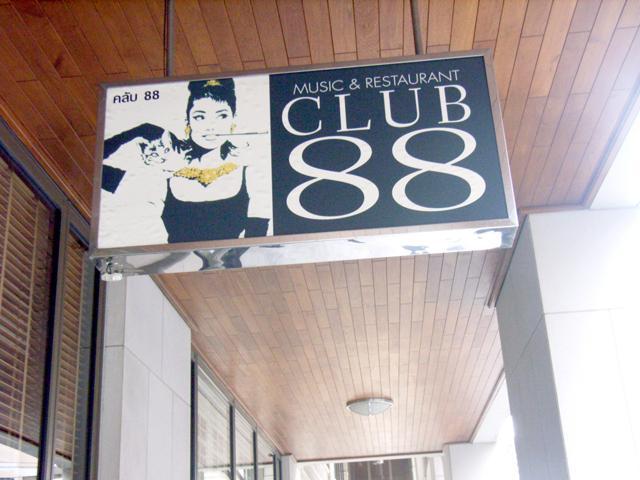 คลับ 88
MUSIC & RESTAURANT
CLUB
88